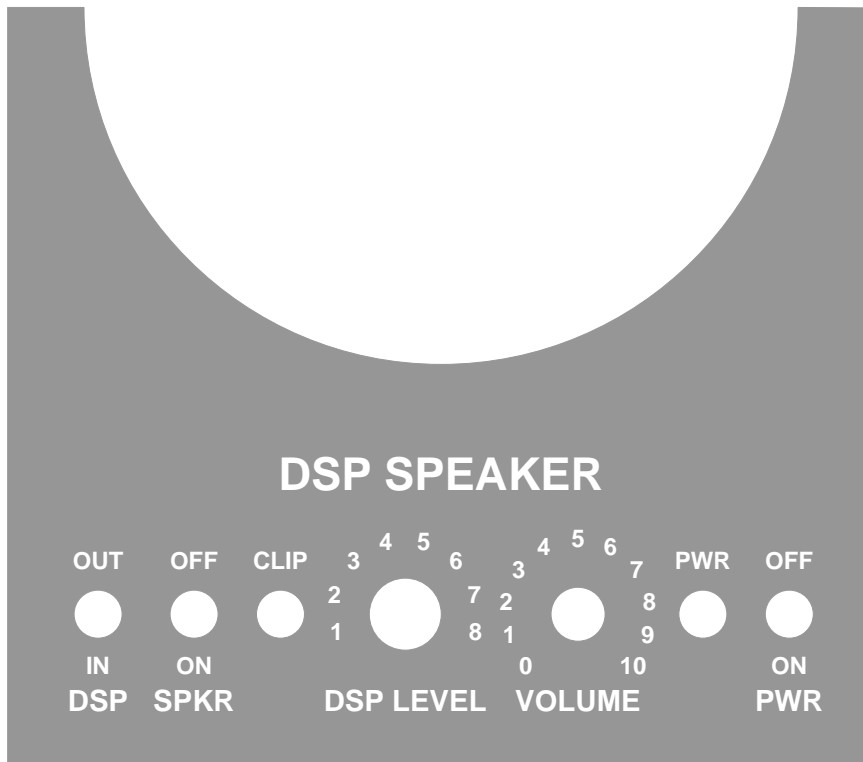 DSP SPEAKER
4 5 5
3 6 4 6
OUT OFF CLIP 3 7 PWR OFF
2 7 2 8
1 8 1 9
IN ON 0 10 ON
DSP SPKR DSP LEVEL VOLUME PWR